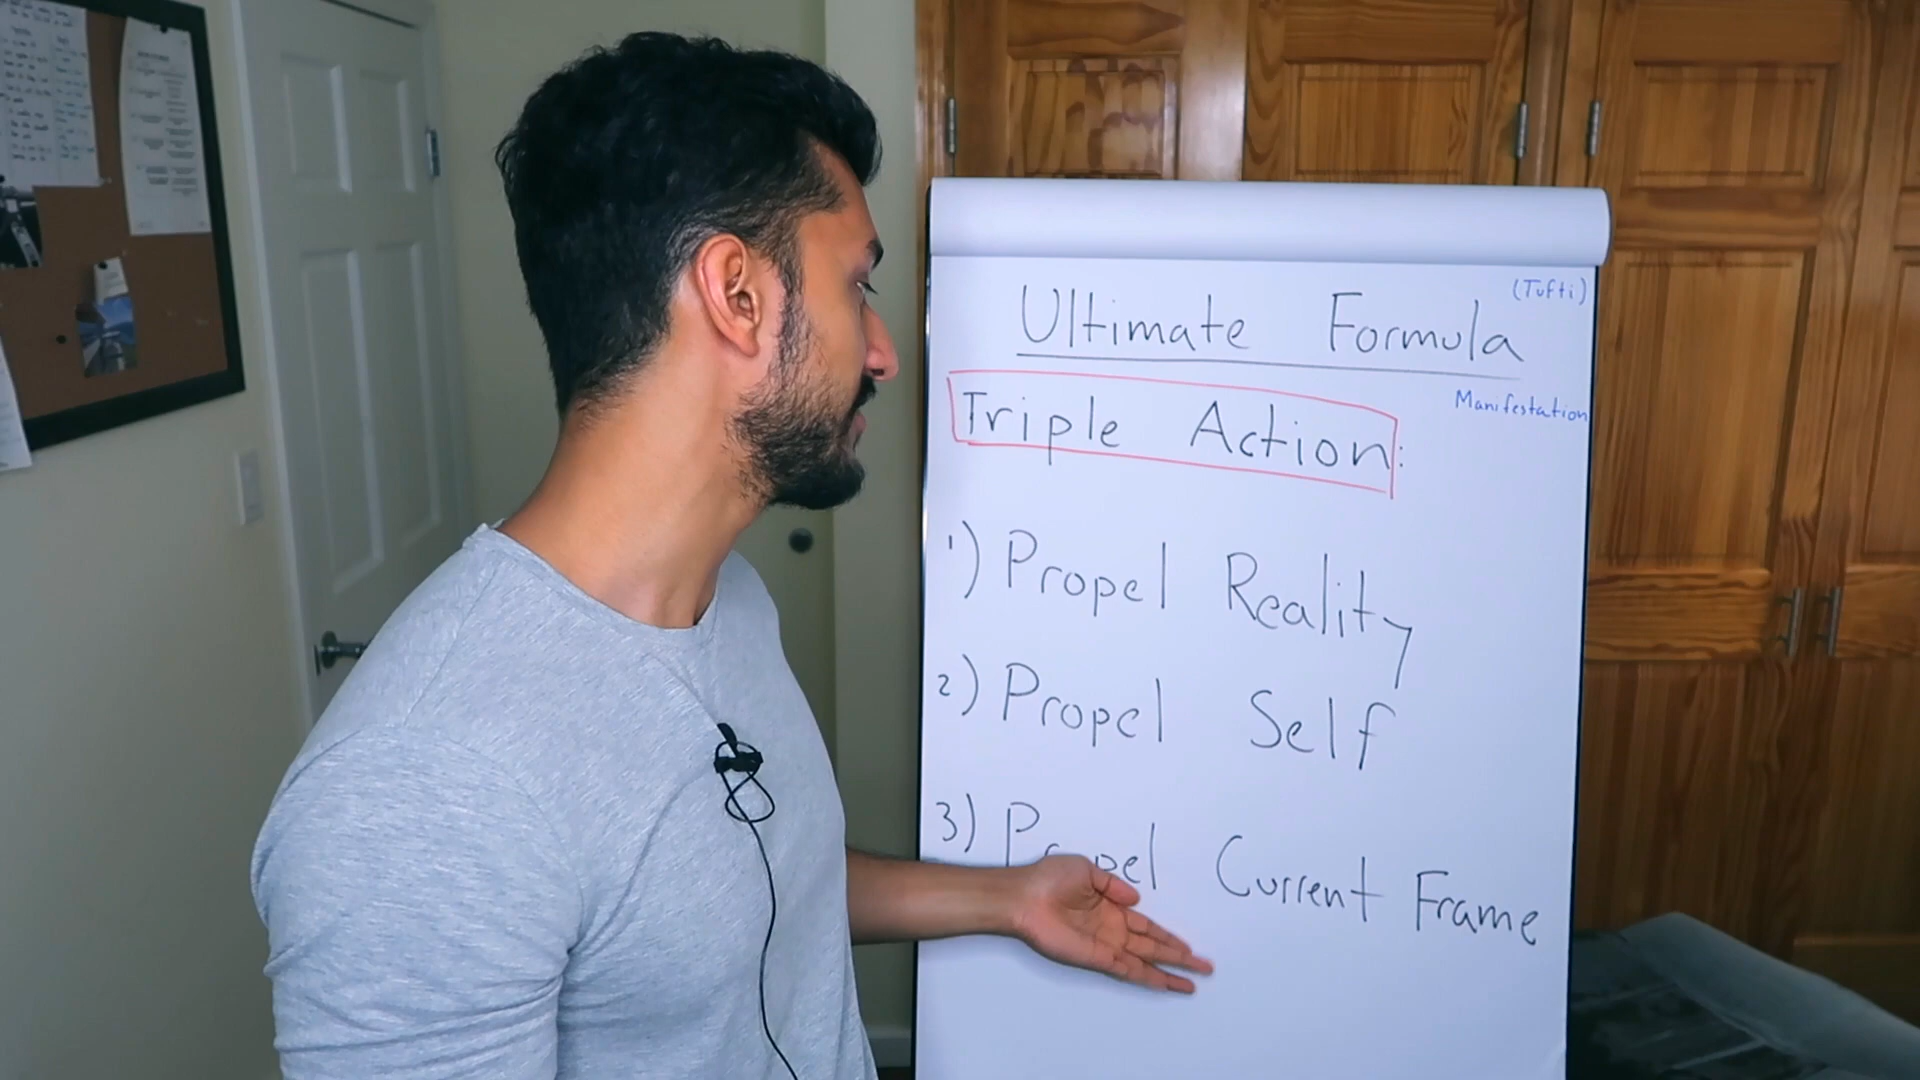 (Tufti)
Ultimate Formula
Manifestation
Triple Action:
1) Propel Reality
2) Propel Self
3) Propel Current Frame